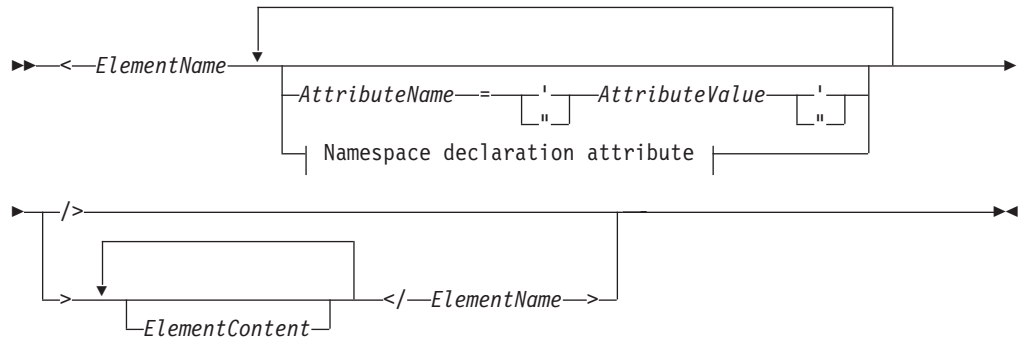 < ElementName
AttributeName = ' AttributeValue '
" "
Namespace declaration attribute
/>
> </ ElementName >
ElementContent